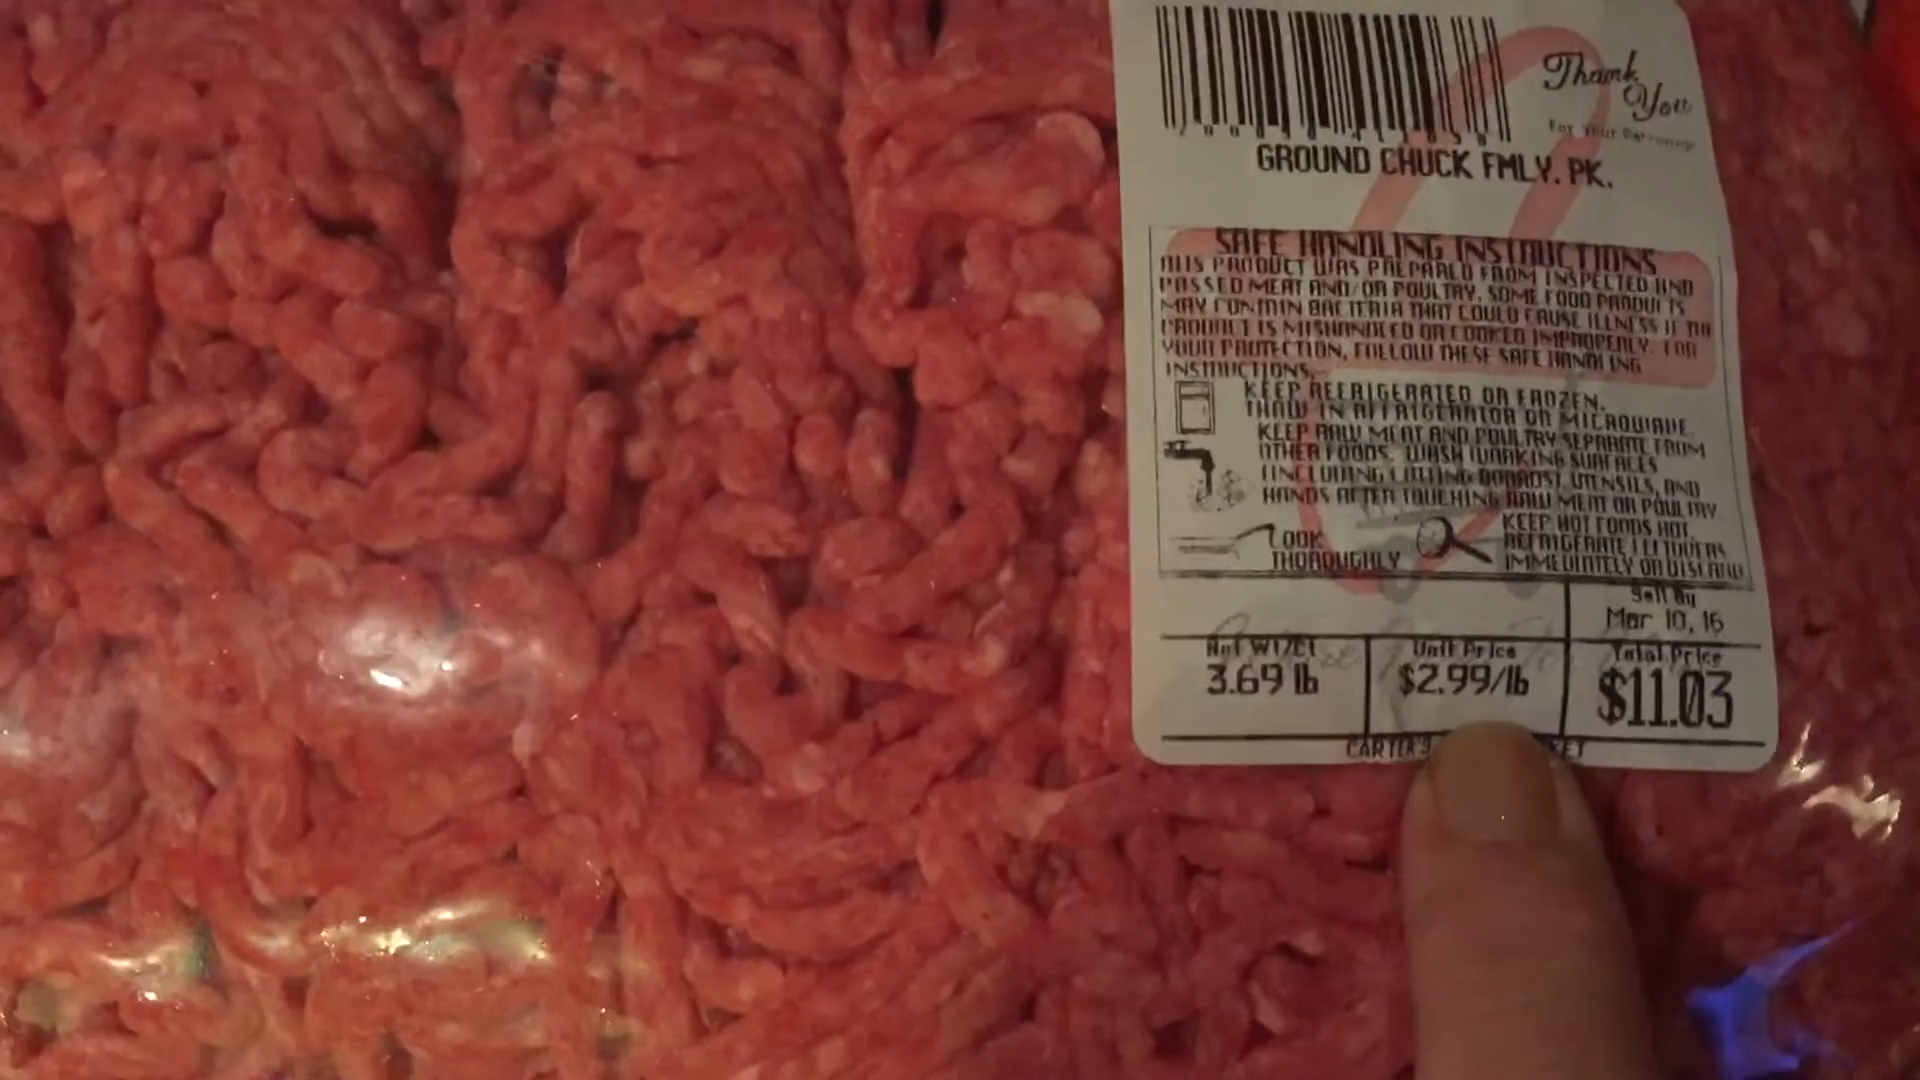 Thank
You
For Your Patronage
GROUND CHUCK FMLY. PK.
SAFE HANDLING INSTRUCTIONS
THIS PRODUCT WAS PREPARED FROM INSPECTED AND
PASSED MEAT AND/OR POULTRY. SOME FOOD PRODUCTS
MAY CONTAIN BACTERIA THAT COULD CAUSE ILLNESS IF THE
PRODUCT IS MISHANDLED OR COOKED IMPROPERLY. FOR
YOUR PROTECTION, FOLLOW THESE SAFE HANDLING
INSTRUCTIONS.
KEEP REFRIGERATED OR FROZEN.
THAW IN REFRIGERATOR OR MICROWAVE.
KEEP RAW MEAT AND POULTRY SEPARATE FROM
OTHER FOODS. WASH WORKING SURFACES
(INCLUDING CUTTING BOARDS), UTENSILS, AND
HANDS AFTER TOUCHING RAW MEAT OR POULTRY
COOK
THOROUGHLY
KEEP HOT FOODS HOT.
REFRIGERATE LEFTOVERS
IMMEDIATELY OR DISCARD
Sell By
Mar 10, 16
Net Wt/Ct
3.69 lb
Unit Price
$2.99/lb
Total Price
$11.03
CARTER'S